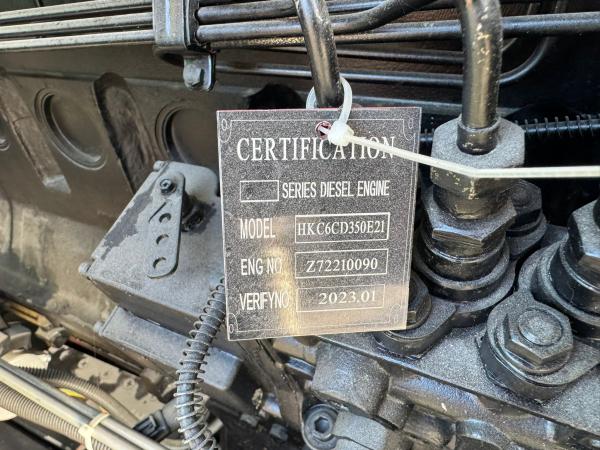 CERTIFICATION
SERIES DIESEL ENGINE
MODEL HKC6CD350E21
ENG NO Z72210090
VERIFYNO 2023.01